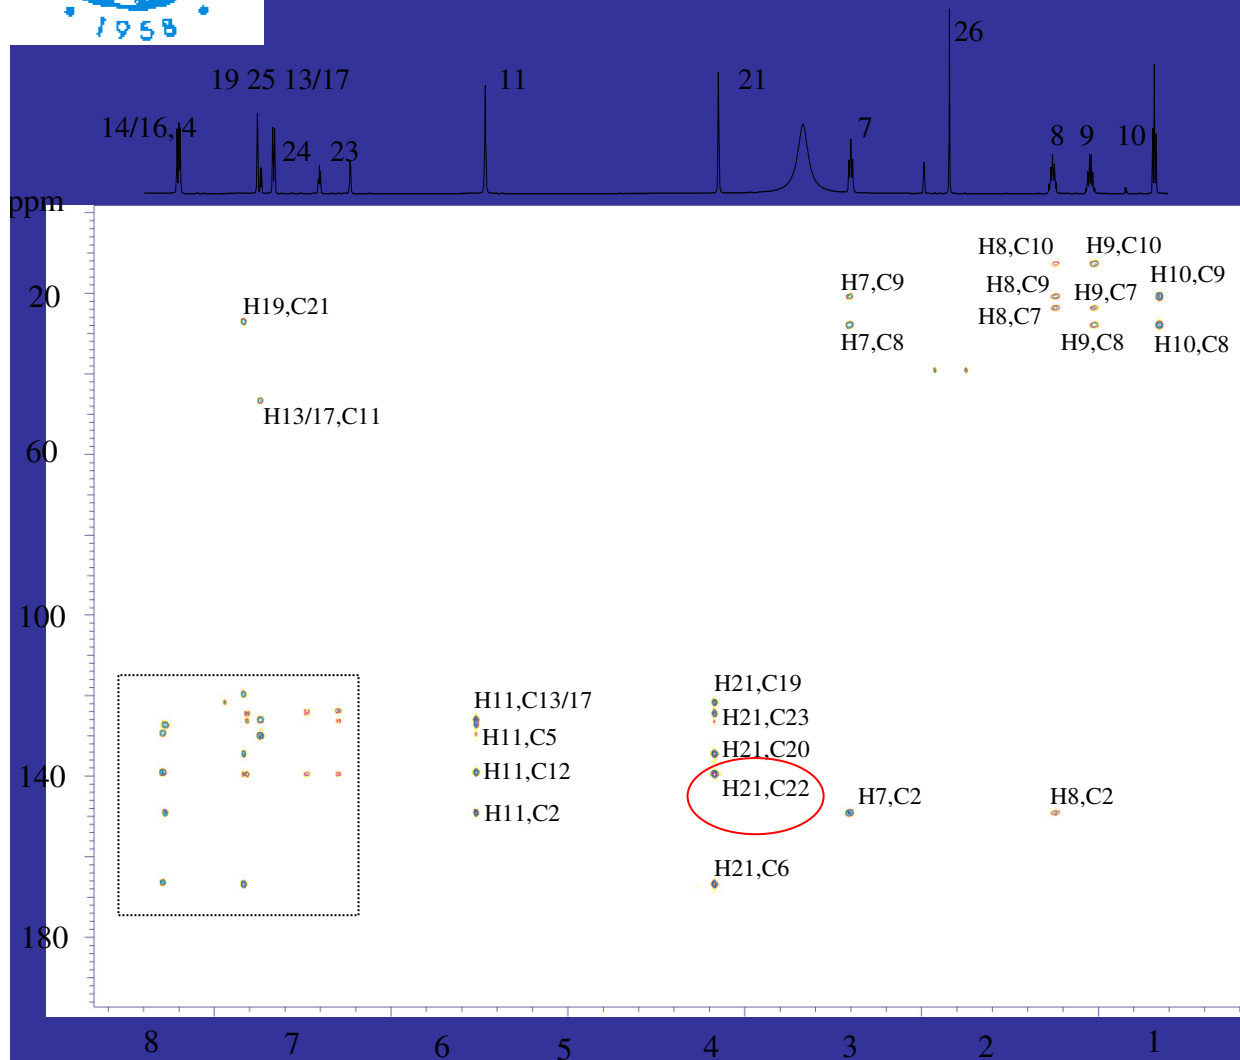 1958
26
19 25 13/17
11
21
14/16, 4
24
23
7
8
9
10
ppm
H8,C10
H9,C10
H7,C9
H8,C9
H10,C9
20
H19,C21
H9,C7
H8,C7
H7,C8
H9,C8
H10,C8
H13/17,C11
60
100
H21,C19
H11,C13/17
H21,C23
H11,C5
H21,C20
140
H11,C12
H21,C22
H7,C2
H8,C2
H11,C2
H21,C6
180
8
7
6
5
4
3
2
1